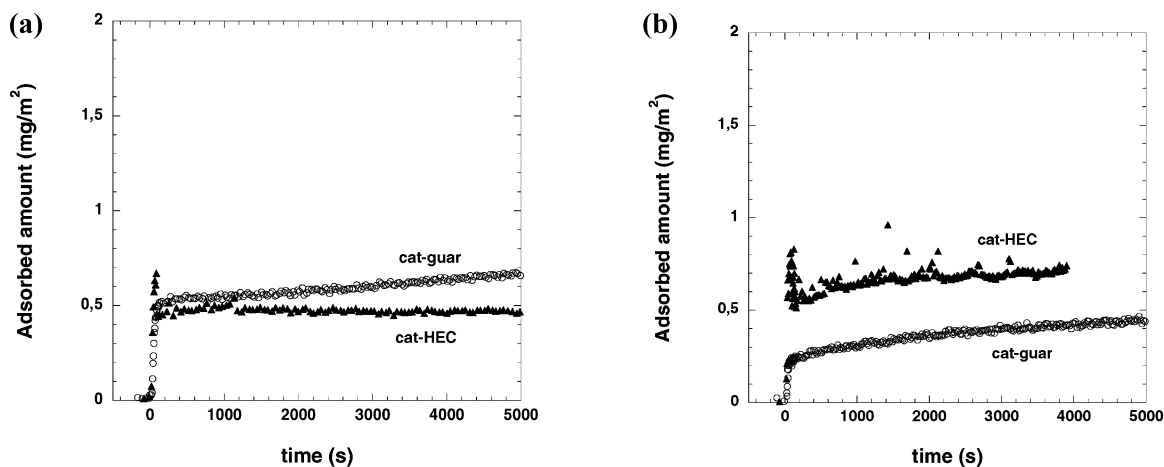 (a)
Adsorbed amount (mg/m²)
2
1,5
1
0,5
0
cat-guar
cat-HEC
0 1000 2000 3000 4000 5000
time (s)
(b)
Adsorbed amount (mg/m²)
2
1,5
1
0,5
0
cat-HEC
cat-guar
0 1000 2000 3000 4000 5000
time (s)